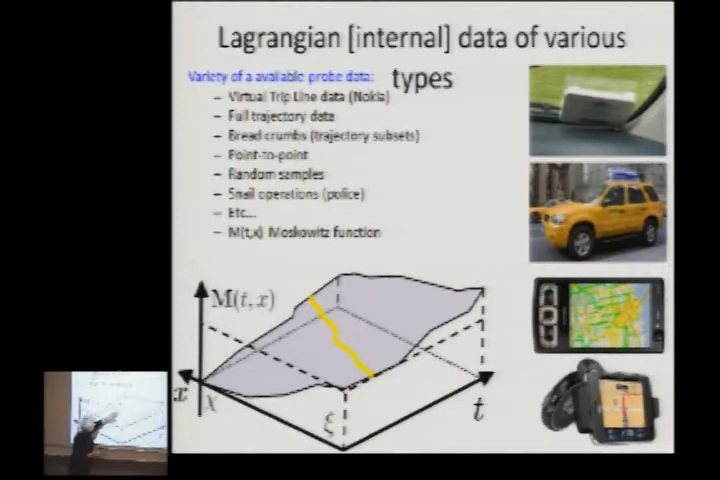 Lagrangian [internal] data of various
types
Variety of a available probe data:
– Virtual Trip Line data (Nokia)
– Full trajectory data
– Bread crumbs (trajectory subsets)
– Point-to-point
– Random samples
– Snail operations (police)
– Etc...
– M(t,x) Moskowitz function
M(t, x)
x
χ
ξ
t